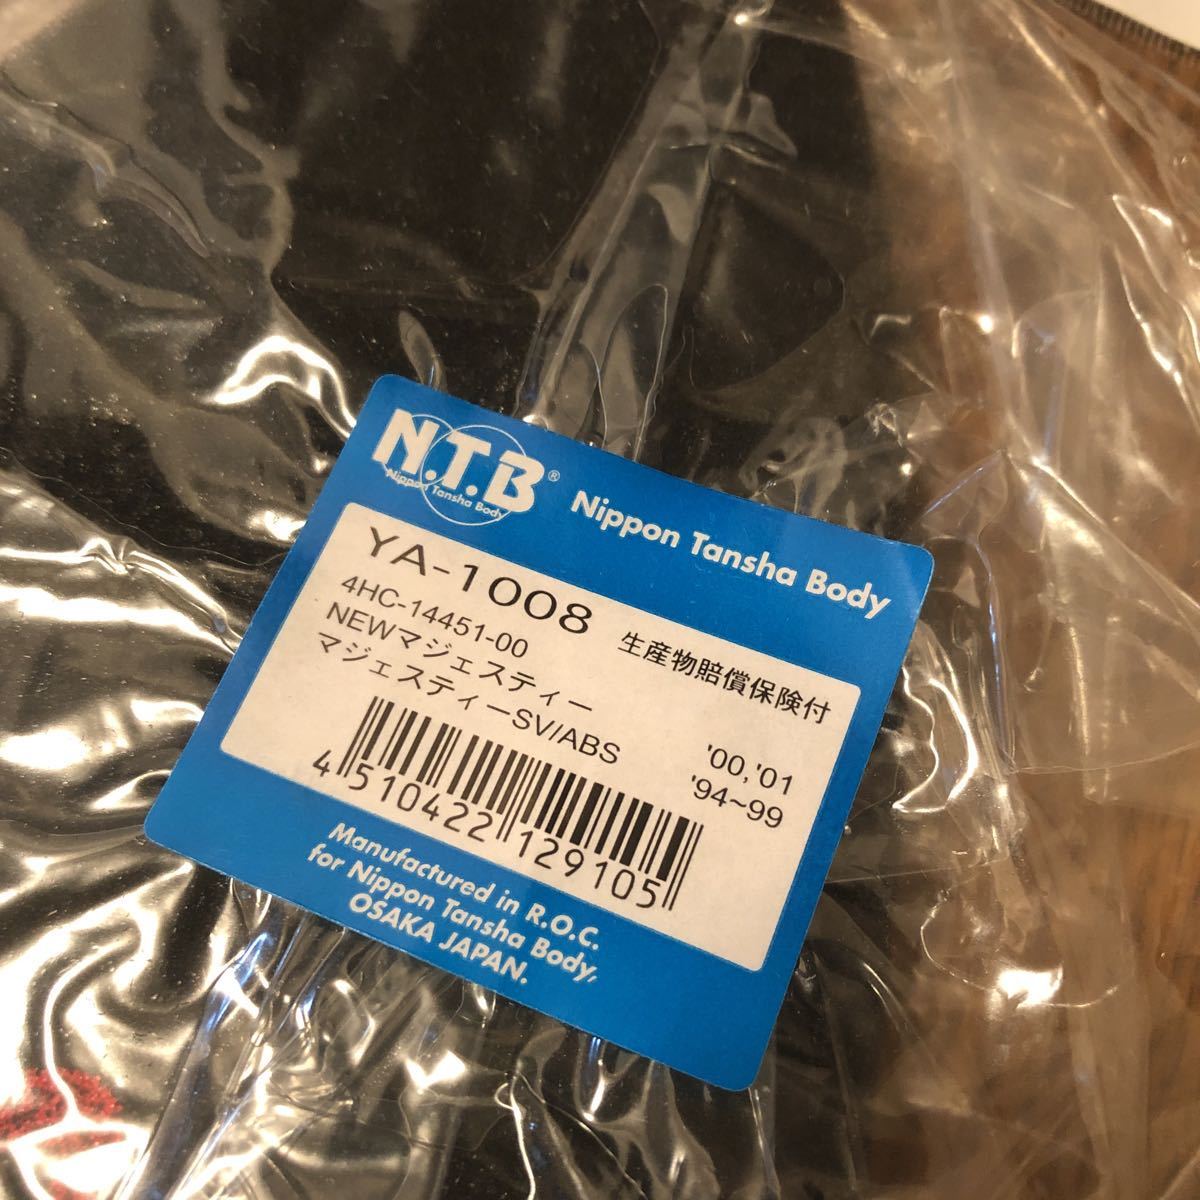 N.T.B®
Nippon Tansha Body
Nippon Tansha Body
YA-1008 生産物賠償保険付
4HC-14451-00
NEWマジェスティー '00,'01
マジェスティーSV/ABS '94~99
4 510422 129105
Manufactured in R.O.C.
for Nippon Tansha Body,
OSAKA JAPAN.